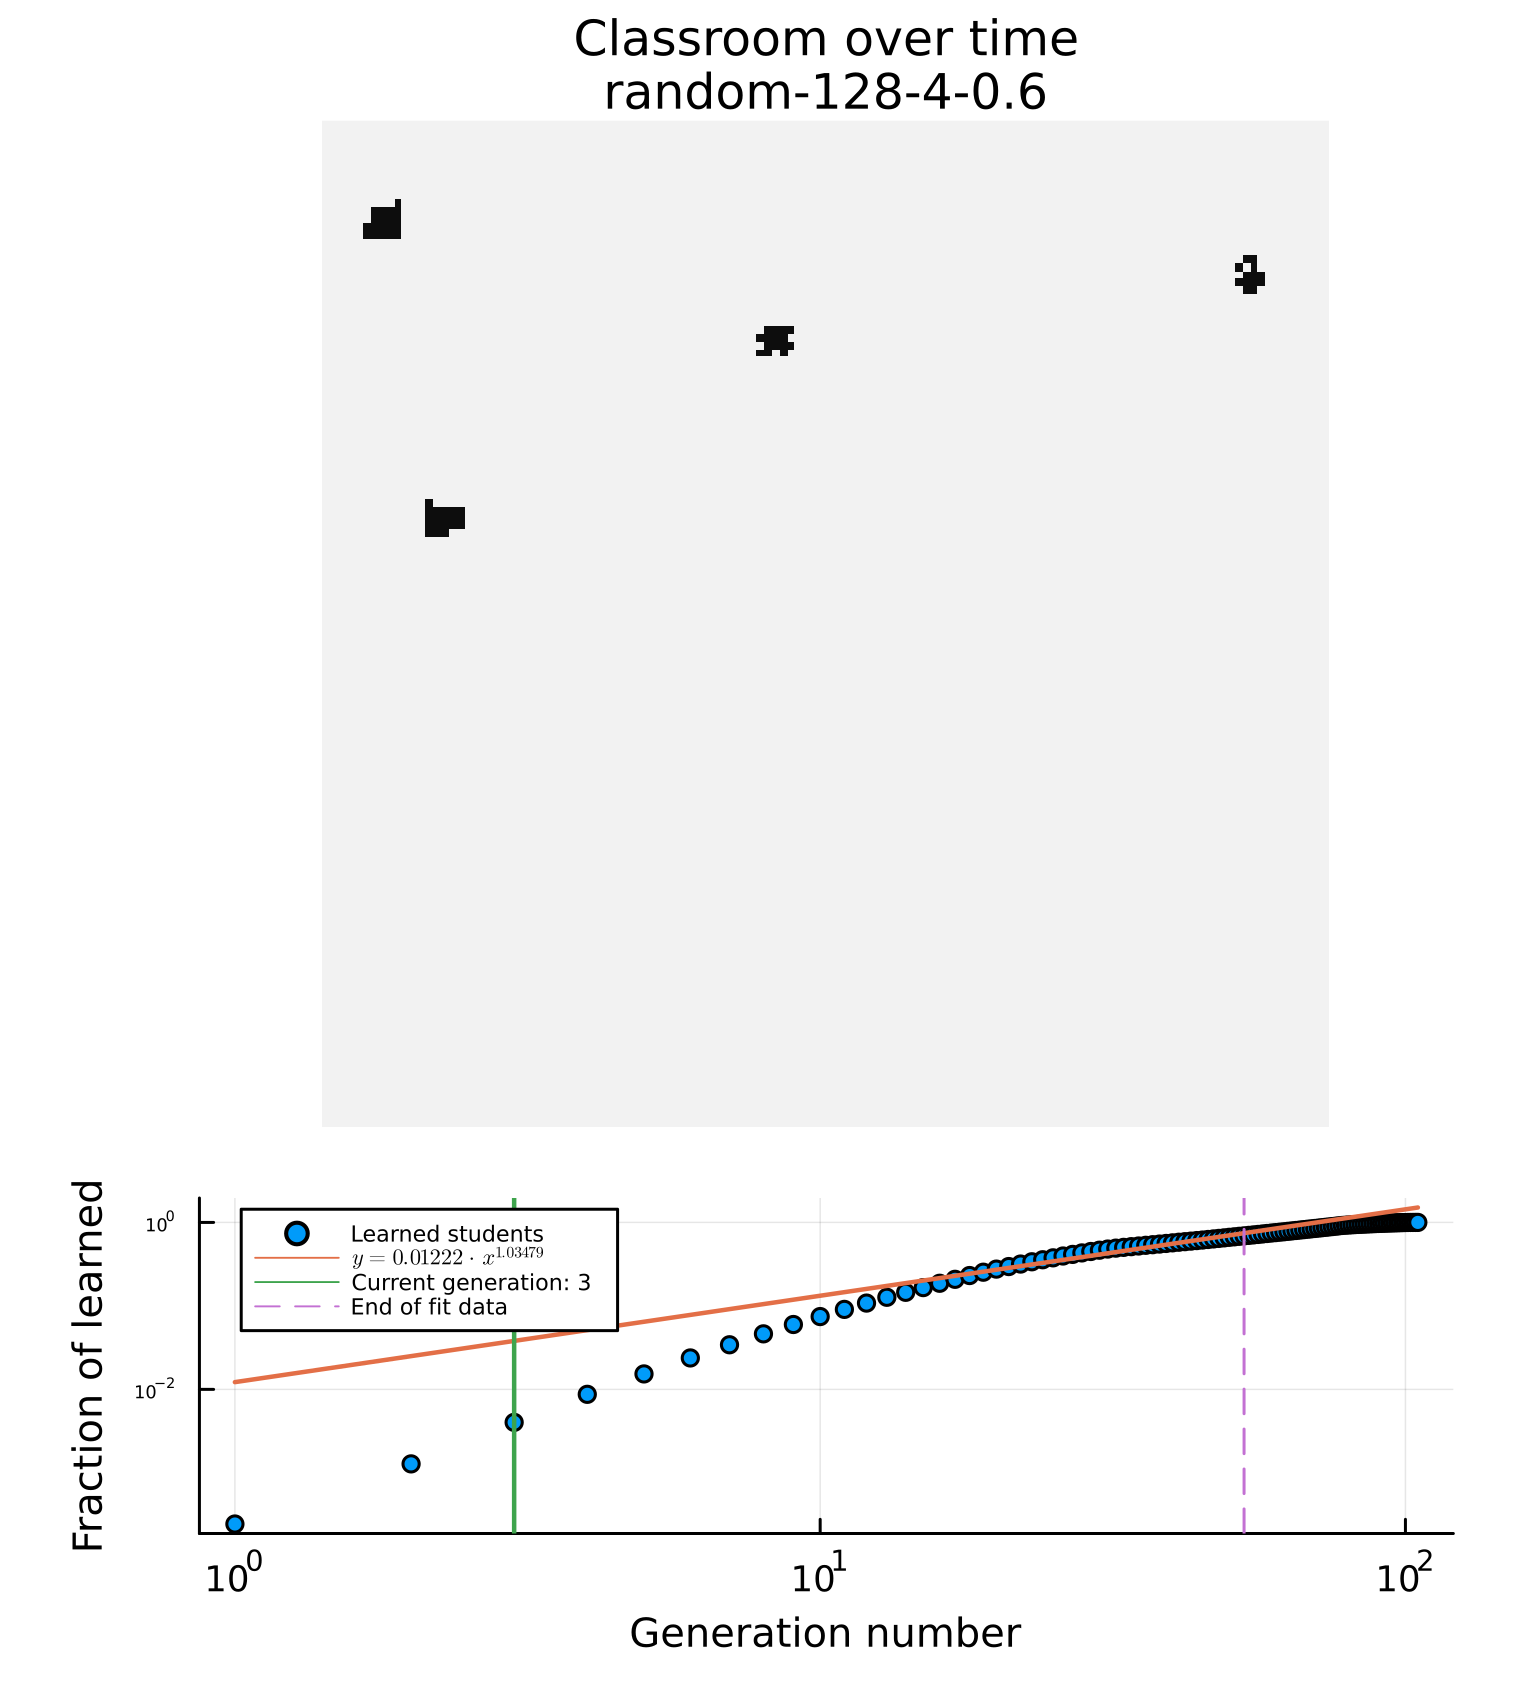 Classroom over time
random-128-4-0.6
Fraction of learned
10^0
10^−2
Learned students
y = 0.01222 · x^1.03479
Current generation: 3
End of fit data
10^0 10^1 10^2
Generation number